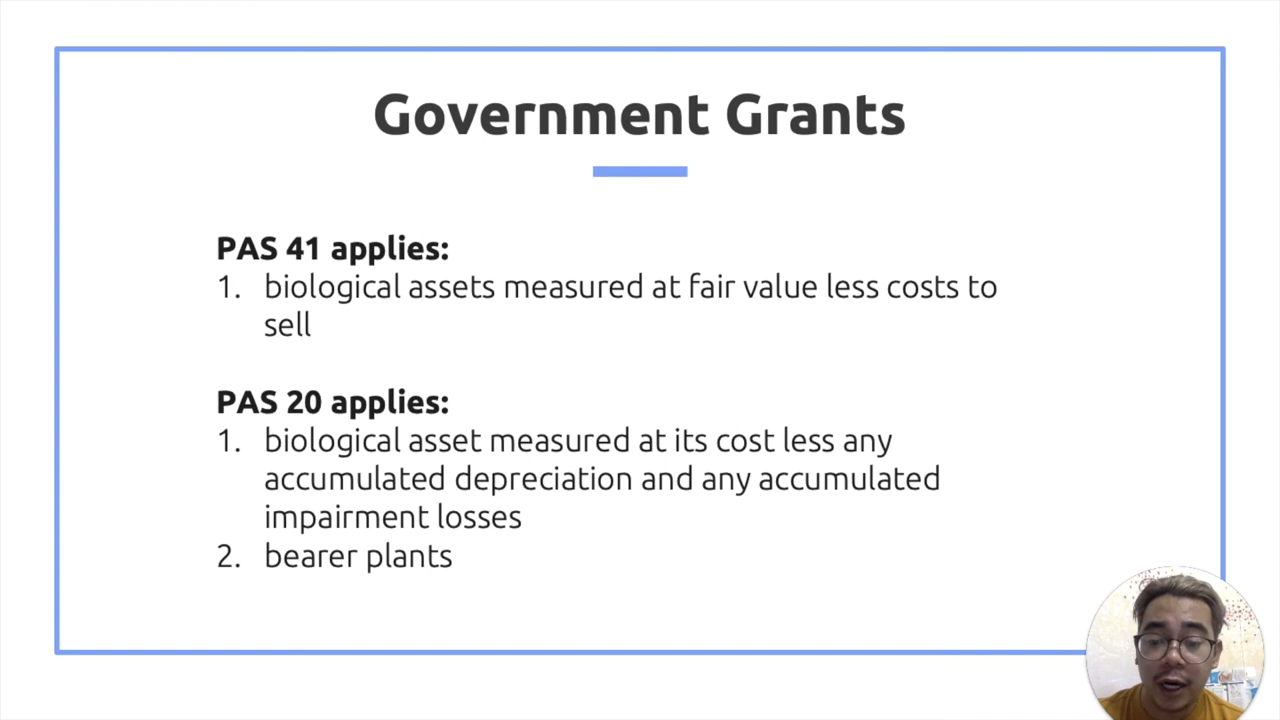 Government Grants
PAS 41 applies:
1. biological assets measured at fair value less costs to
sell
PAS 20 applies:
1. biological asset measured at its cost less any
accumulated depreciation and any accumulated
impairment losses
2. bearer plants